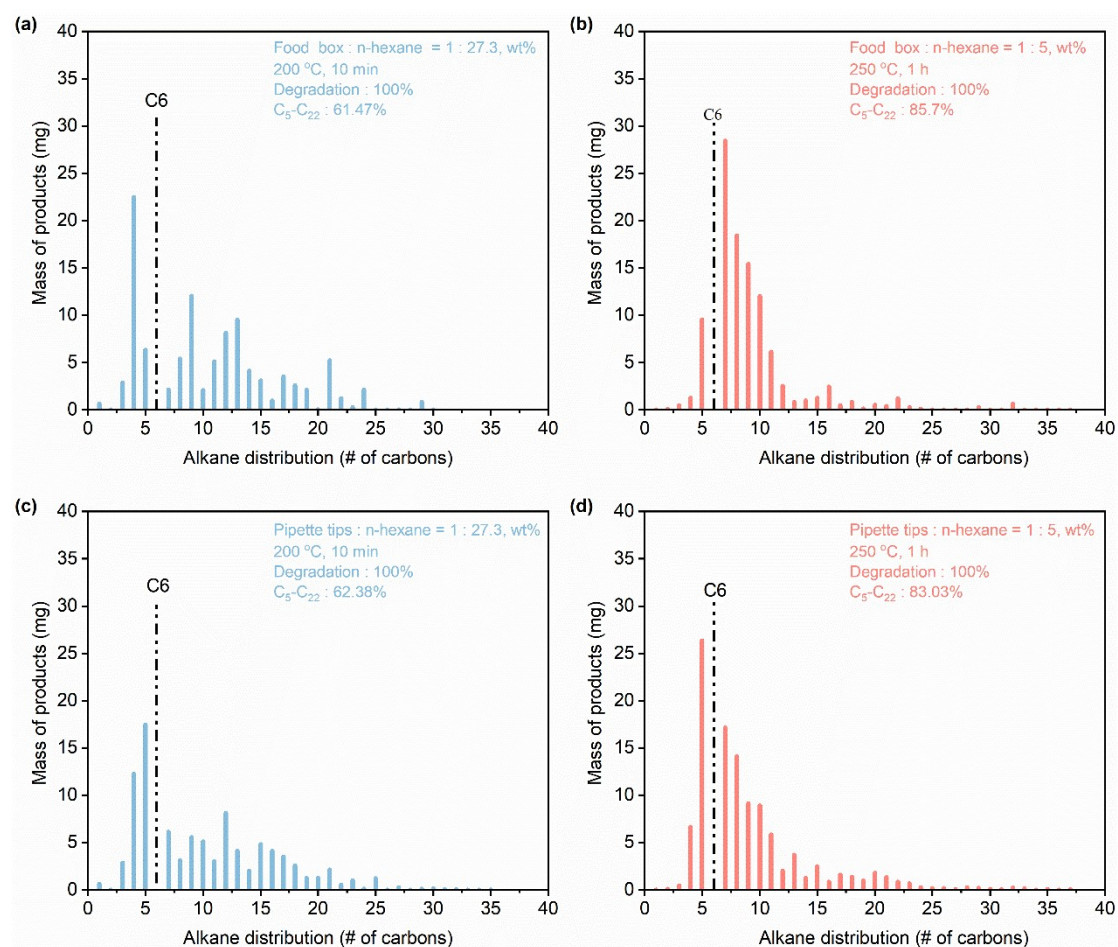 (a)
Food box : n-hexane = 1 : 27.3, wt%
200 °C, 10 min
Degradation : 100%
C₅-C₂₂ : 61.47%
C6
Mass of products (mg)
40
35
30
25
20
15
10
5
0
0 5 10 15 20 25 30 35 40
Alkane distribution (# of carbons)
(b)
Food box : n-hexane = 1 : 5, wt%
250 °C, 1 h
Degradation : 100%
C₅-C₂₂ : 85.7%
C6
Mass of products (mg)
40
35
30
25
20
15
10
5
0
0 5 10 15 20 25 30 35 40
Alkane distribution (# of carbons)
(c)
Pipette tips : n-hexane = 1 : 27.3, wt%
200 °C, 10 min
Degradation : 100%
C₅-C₂₂ : 62.38%
C6
Mass of products (mg)
40
35
30
25
20
15
10
5
0
0 5 10 15 20 25 30 35 40
Alkane distribution (# of carbons)
(d)
Pipette tips : n-hexane = 1 : 5, wt%
250 °C, 1 h
Degradation : 100%
C₅-C₂₂ : 83.03%
C6
Mass of products (mg)
40
35
30
25
20
15
10
5
0
0 5 10 15 20 25 30 35 40
Alkane distribution (# of carbons)